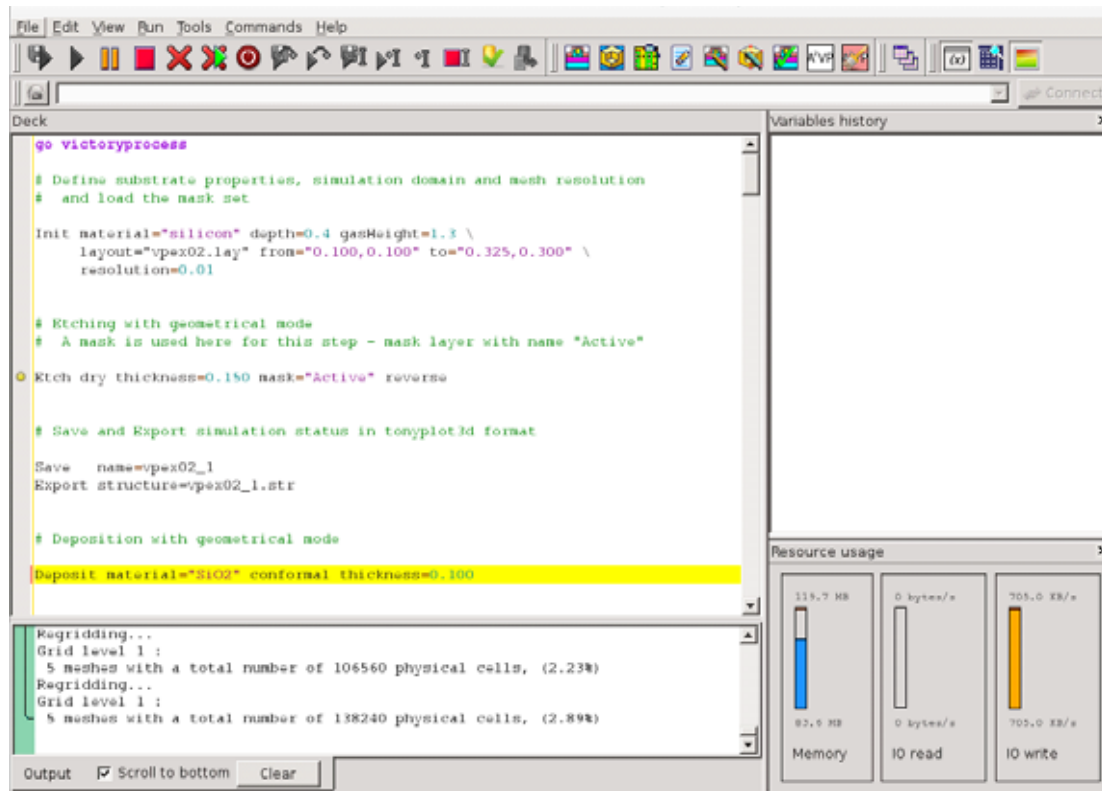 File Edit View Run Tools Commands Help
Connect
Deck
go victoryprocess
# Define substrate properties, simulation domain and mesh resolution
#  and load the mask set
Init material="silicon" depth=0.4 gasHeight=1.3 \
layout="vpex02.lay" from="0.100,0.100" to="0.325,0.300" \
resolution=0.01
# Etching with geometrical mode
#  A mask is used here for this step - mask layer with name "Active"
Etch dry thickness=0.150 mask="Active" reverse
# Save and Export simulation status in tonyplot3d format
Save   name=vpex02_1
Export structure=vpex02_1.str
# Deposition with geometrical mode
Deposit material="SiO2" conformal thickness=0.100
Regridding...
Grid level 1 :
5 meshes with a total number of 106560 physical cells, (2.23%)
Regridding...
Grid level 1 :
5 meshes with a total number of 138240 physical cells, (2.89%)
Output Scroll to bottom Clear
Variables history
Resource usage
119.7 MB 0 bytes/s 705.0 KB/s
83.6 MB 0 bytes/s 705.0 KB/s
Memory IO read IO write